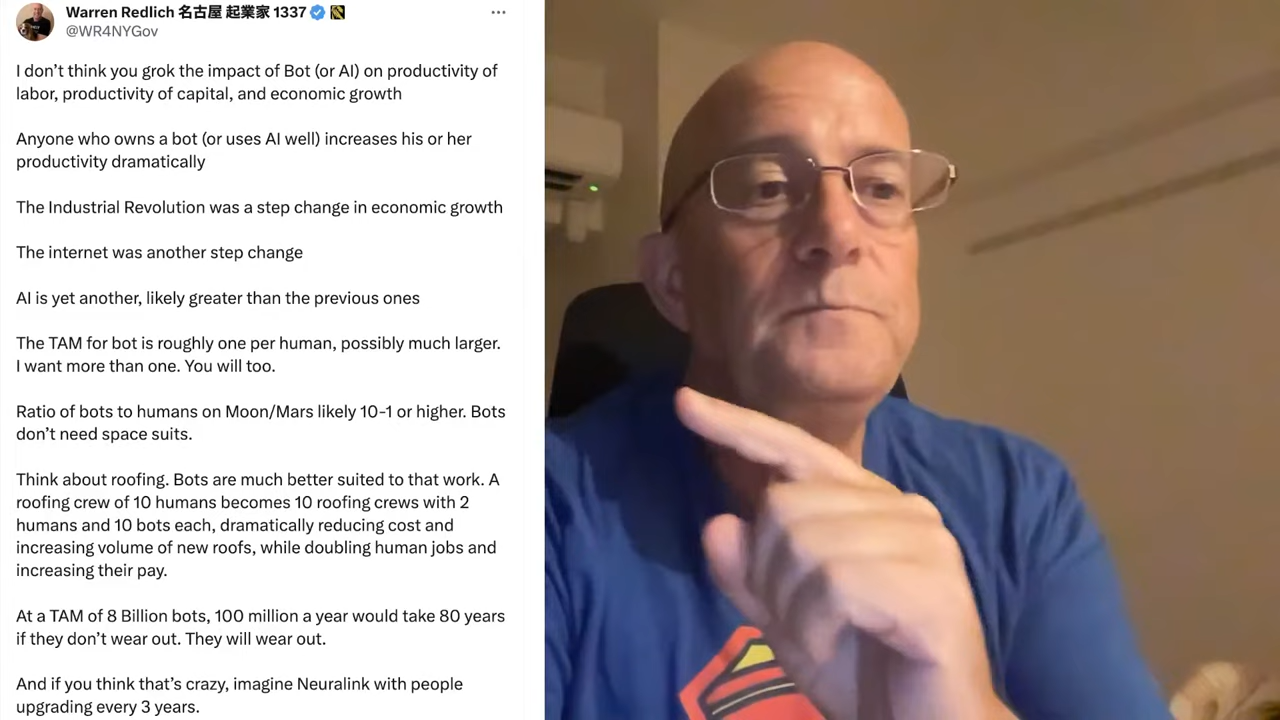 Warren Redlich 名古屋 起業家 1337
@WR4NYGov
I don’t think you grok the impact of Bot (or AI) on productivity of
labor, productivity of capital, and economic growth
Anyone who owns a bot (or uses AI well) increases his or her
productivity dramatically
The Industrial Revolution was a step change in economic growth
The internet was another step change
AI is yet another, likely greater than the previous ones
The TAM for bot is roughly one per human, possibly much larger.
I want more than one. You will too.
Ratio of bots to humans on Moon/Mars likely 10-1 or higher. Bots
don’t need space suits.
Think about roofing. Bots are much better suited to that work. A
roofing crew of 10 humans becomes 10 roofing crews with 2
humans and 10 bots each, dramatically reducing cost and
increasing volume of new roofs, while doubling human jobs and
increasing their pay.
At a TAM of 8 Billion bots, 100 million a year would take 80 years
if they don’t wear out. They will wear out.
And if you think that’s crazy, imagine Neuralink with people
upgrading every 3 years.